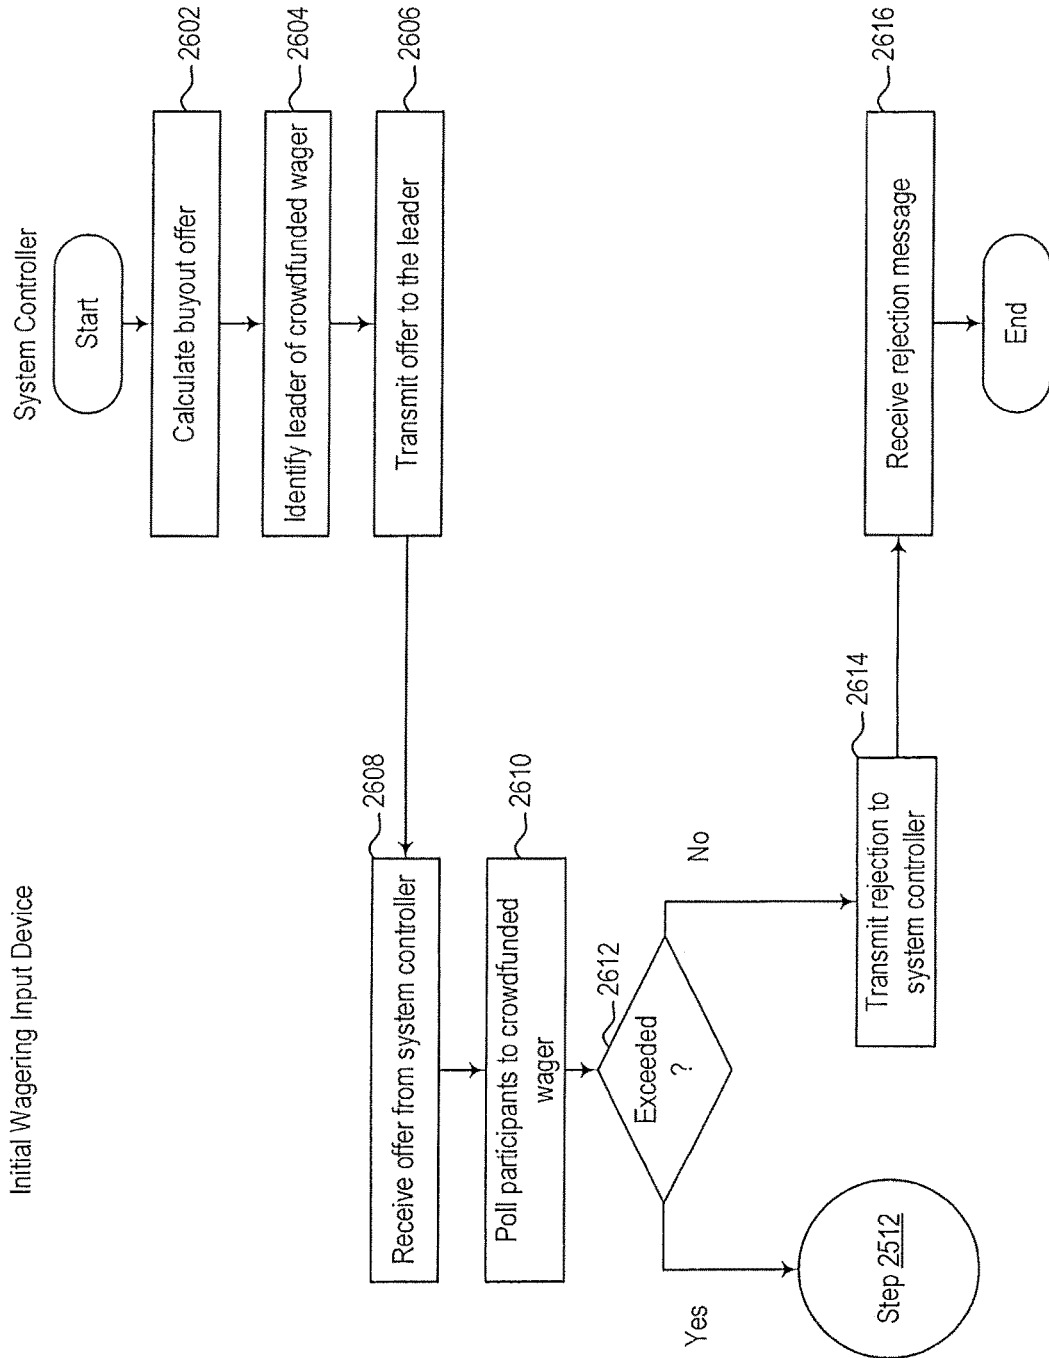 Initial Wagering Input Device
System Controller
Start
Calculate buyout offer
2602
Identify leader of crowdfunded wager
2604
Transmit offer to the leader
2606
Receive offer from system controller
2608
Poll participants to crowdfunded
wager
2610
Exceeded
?
2612
Yes
No
Step 2512
Transmit rejection to
system controller
2614
Receive rejection message
2616
End